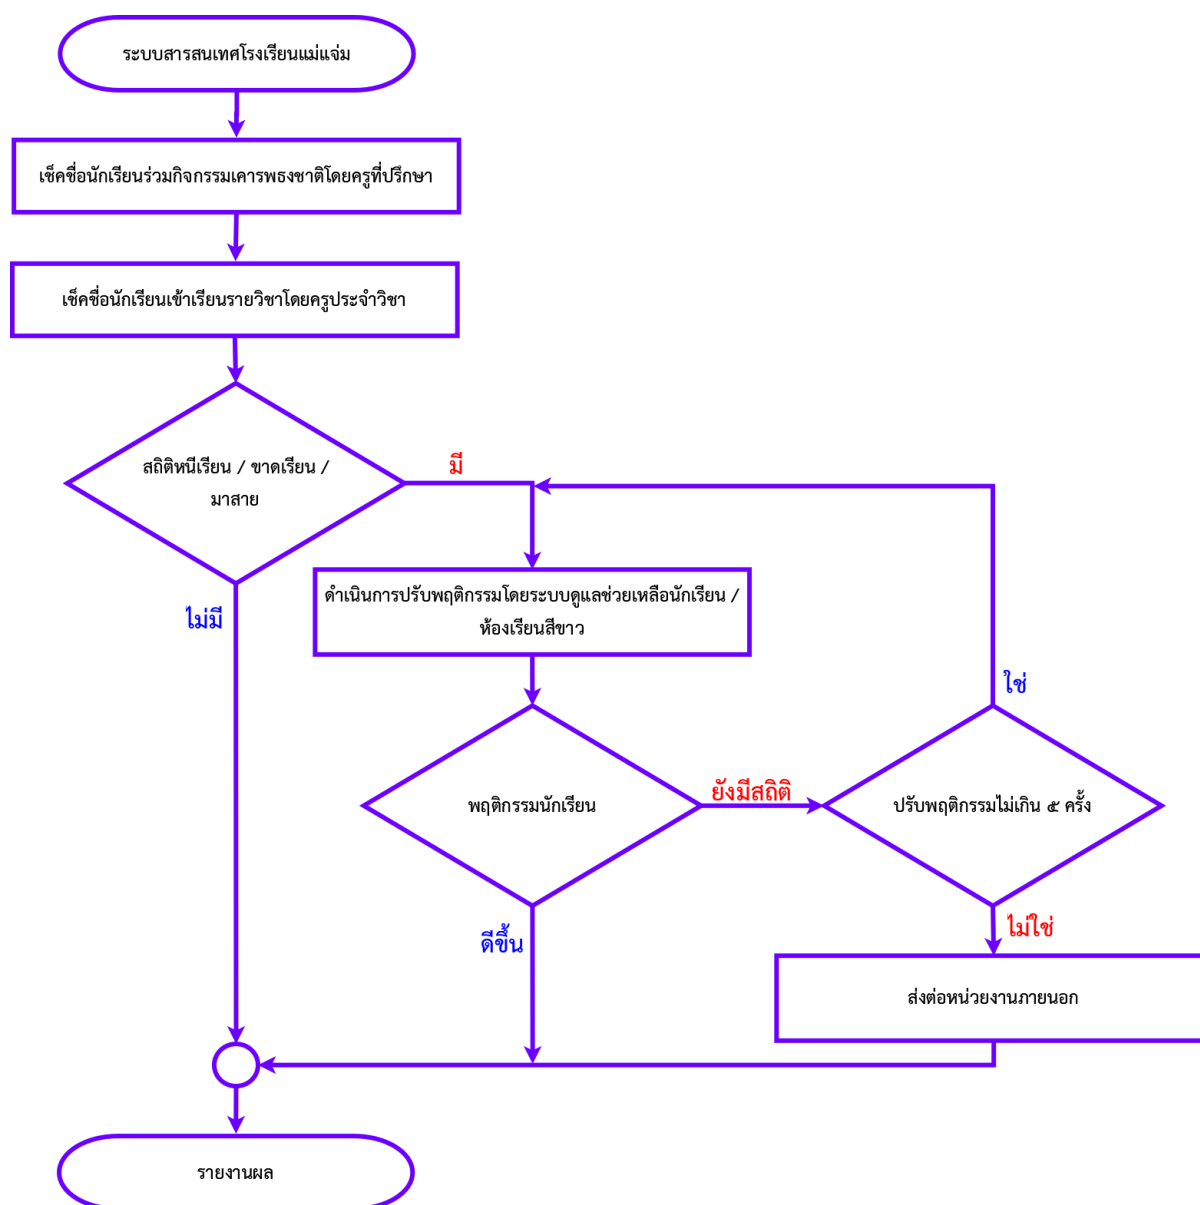 ระบบสารสนเทศโรงเรียนแม่แจ่ม
เช็คชื่อนักเรียนร่วมกิจกรรมเคารพธงชาติโดยครูที่ปรึกษา
เช็คชื่อนักเรียนเข้าเรียนรายวิชาโดยครูประจำวิชา
สถิติหนีเรียน / ขาดเรียน /
มาสาย
มี
ไม่มี
ดำเนินการปรับพฤติกรรมโดยระบบดูแลช่วยเหลือนักเรียน /
ห้องเรียนสีขาว
ใช่
พฤติกรรมนักเรียน
ยังมีสถิติ
ปรับพฤติกรรมไม่เกิน ๕ ครั้ง
ดีขึ้น
ไม่ใช่
ส่งต่อหน่วยงานภายนอก
รายงานผล